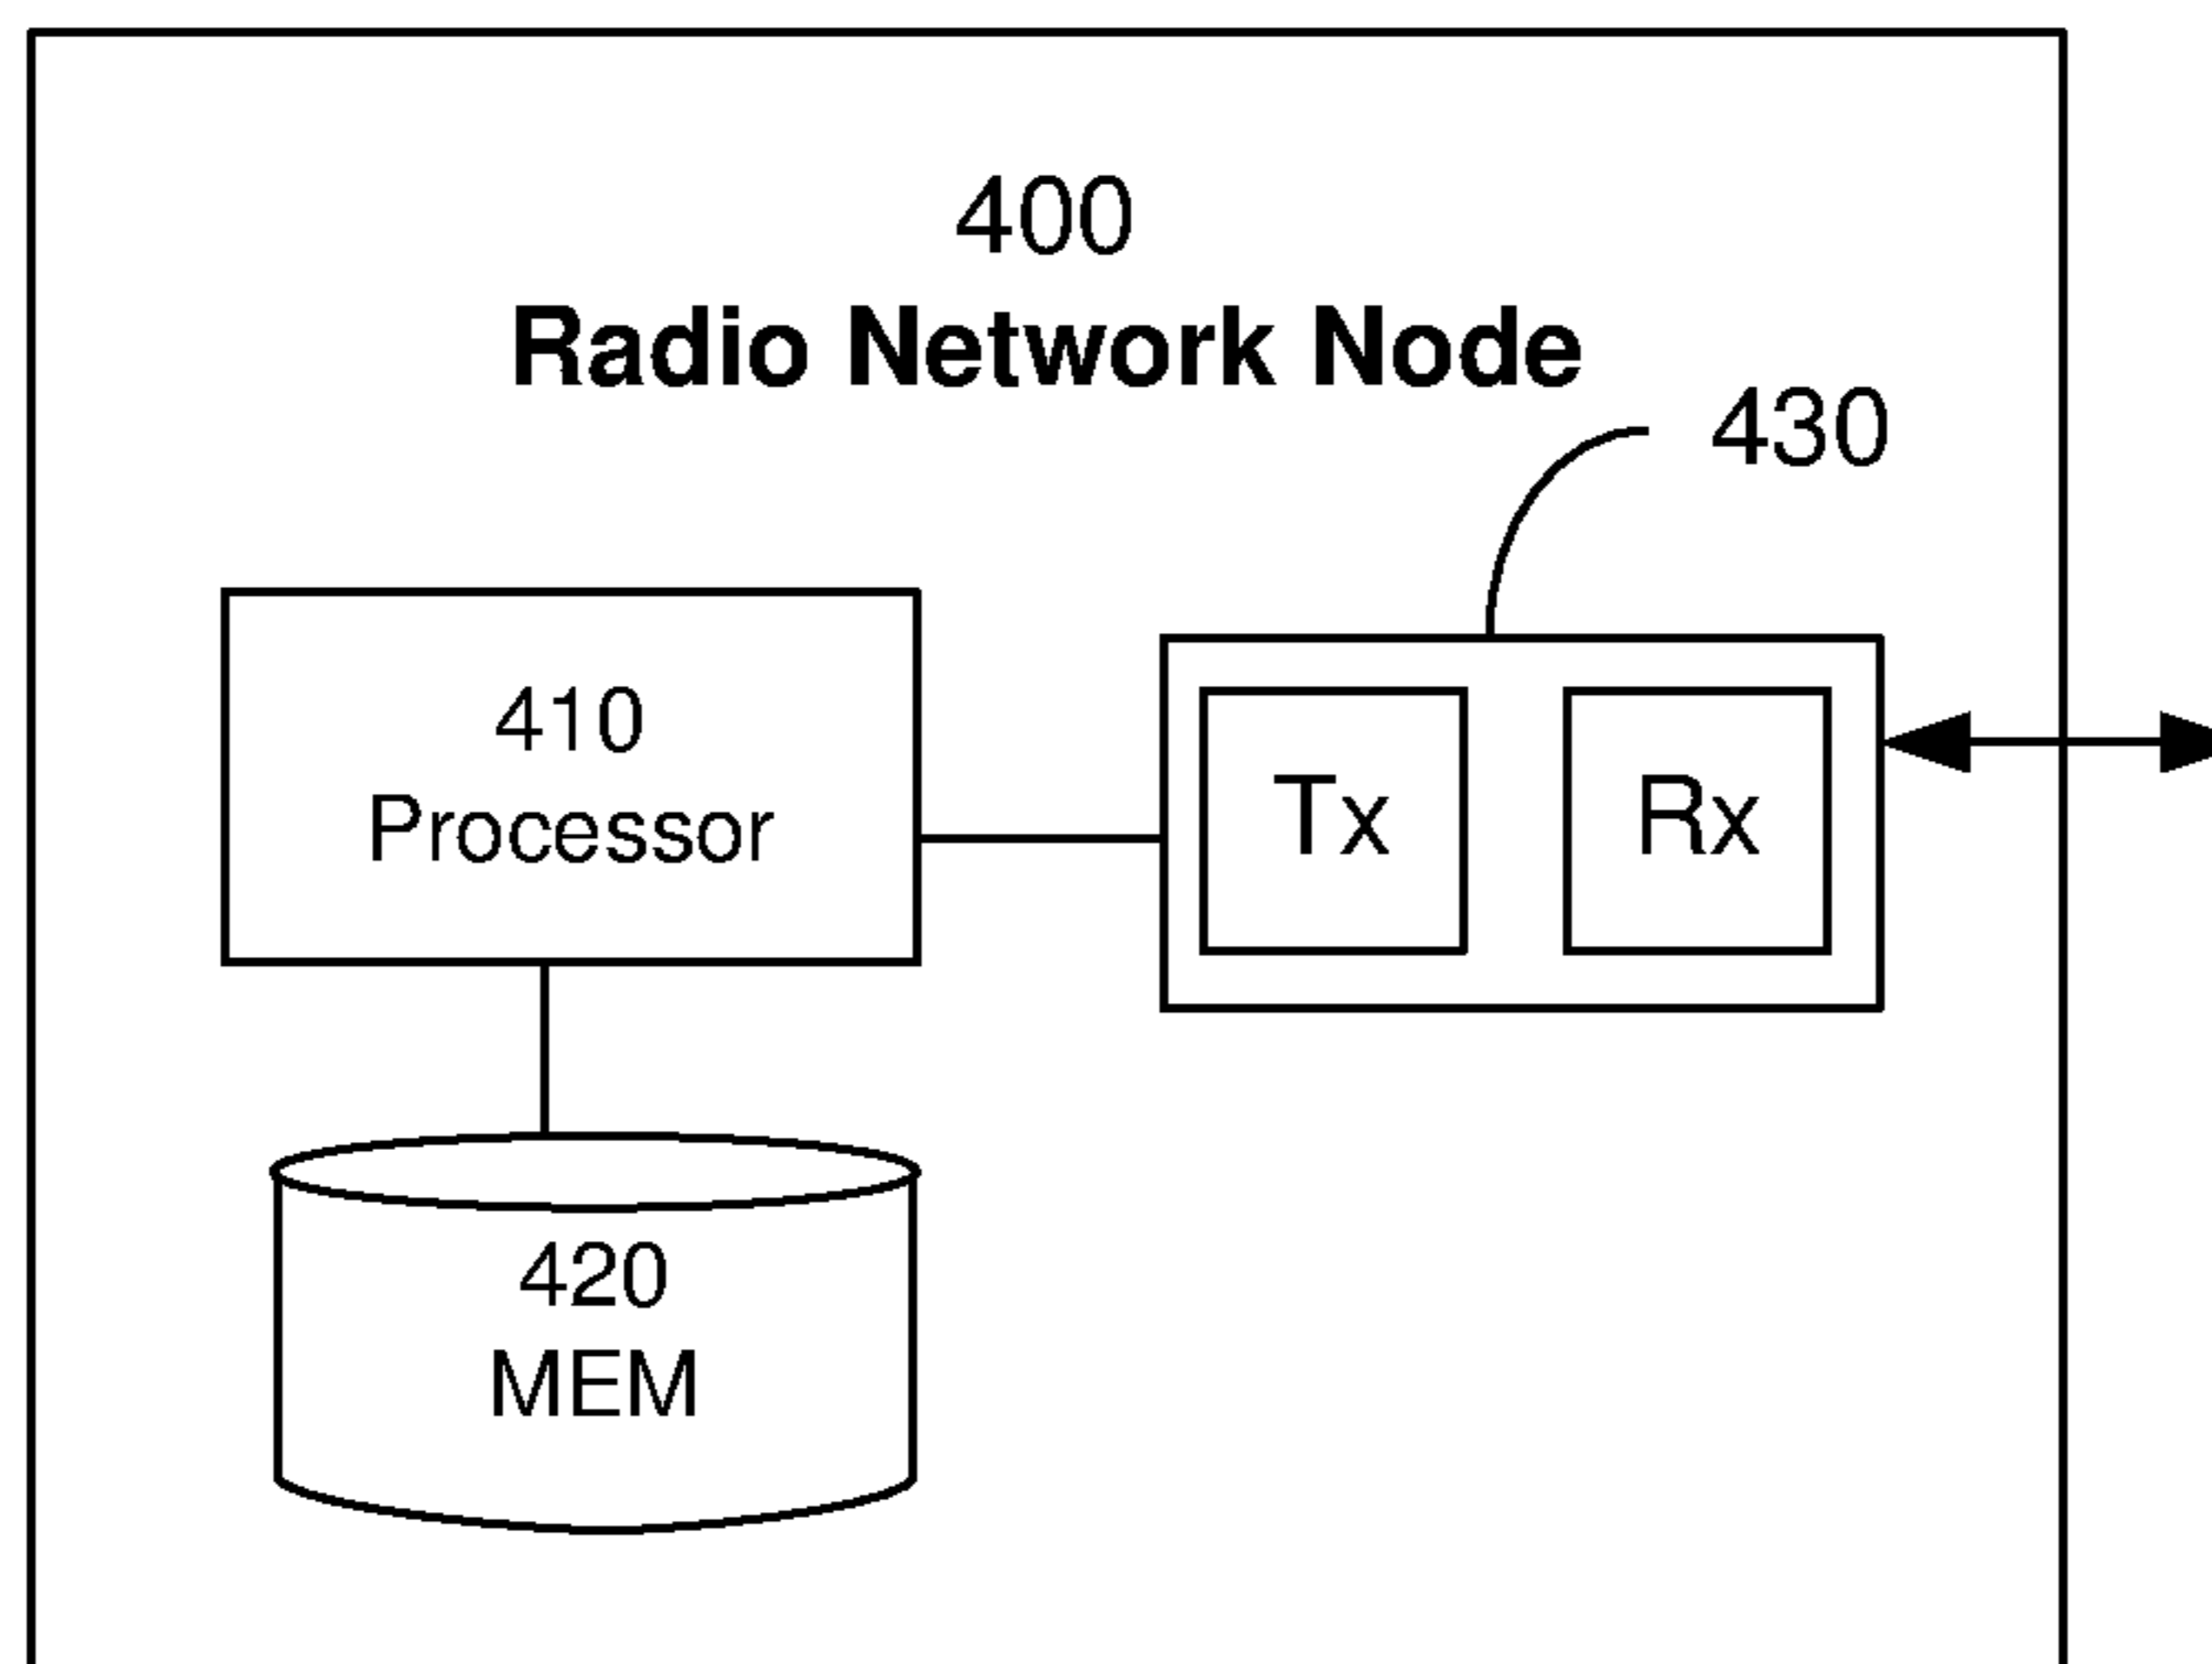 400
Radio Network Node
430
410
Processor
Tx
Rx
420
MEM